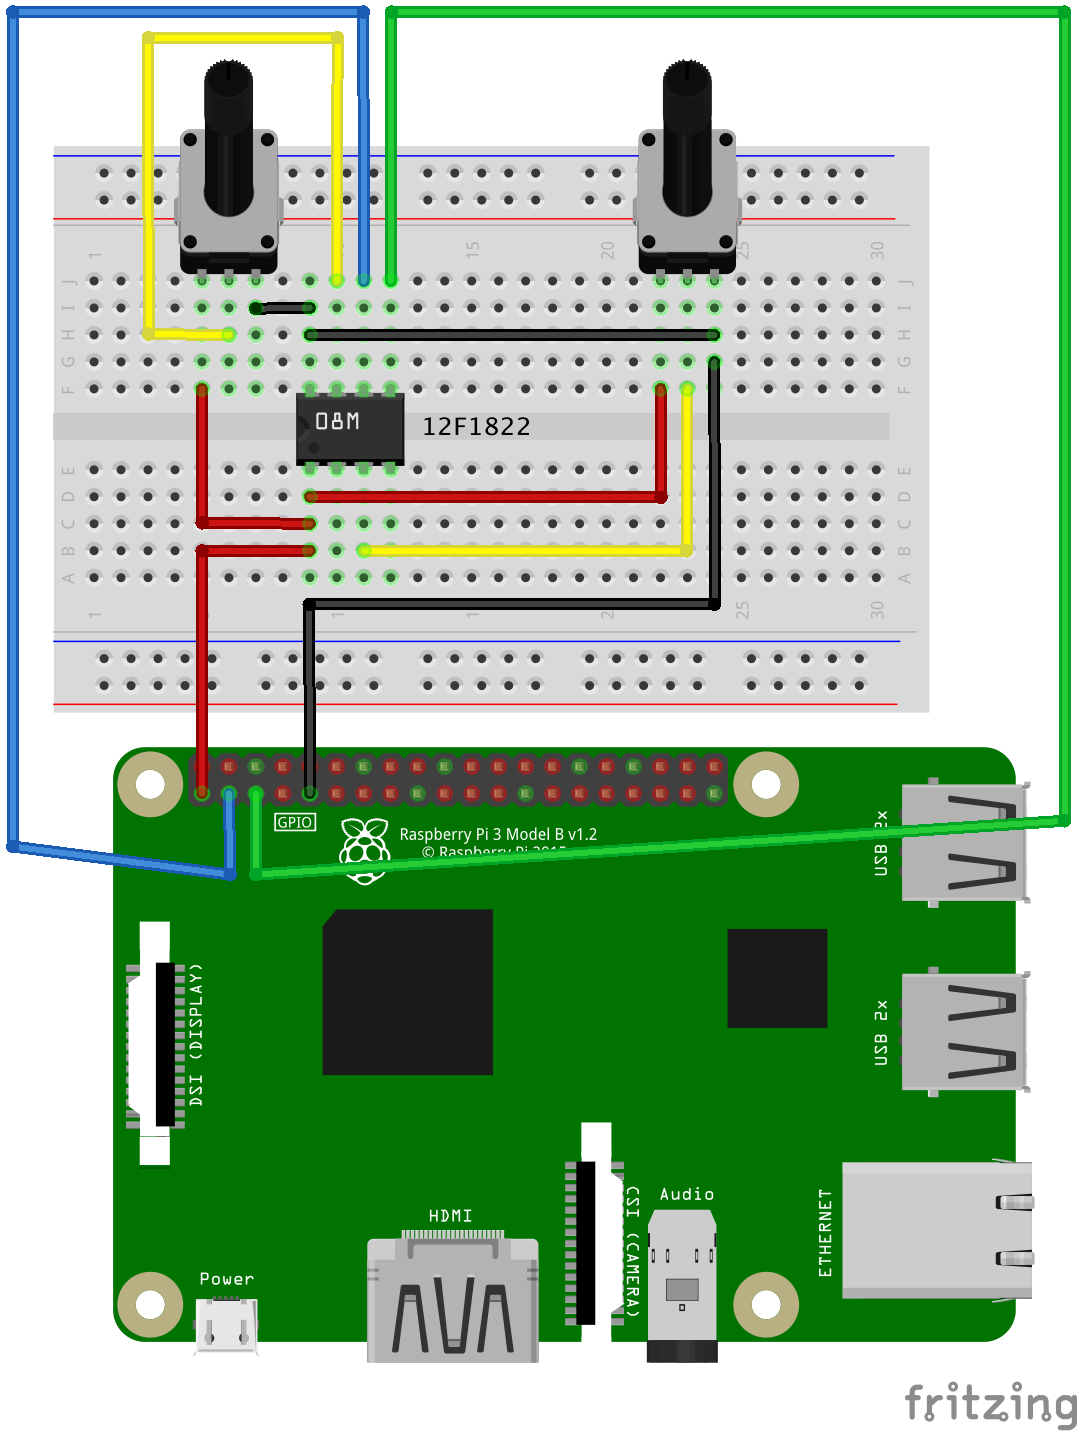 1
15
20
25
30
J
J
I
I
H
H
G
G
F
F
08M
12F1822
E
E
D
D
C
C
B
B
A
A
1
1
2
25
30
GPIO
Raspberry Pi 3 Model B v1.2
© Raspberry Pi 2015
USB 2x
DSI (DISPLAY)
USB 2x
CSI (CAMERA)
Audio
ETHERNET
HDMI
Power
fritzing